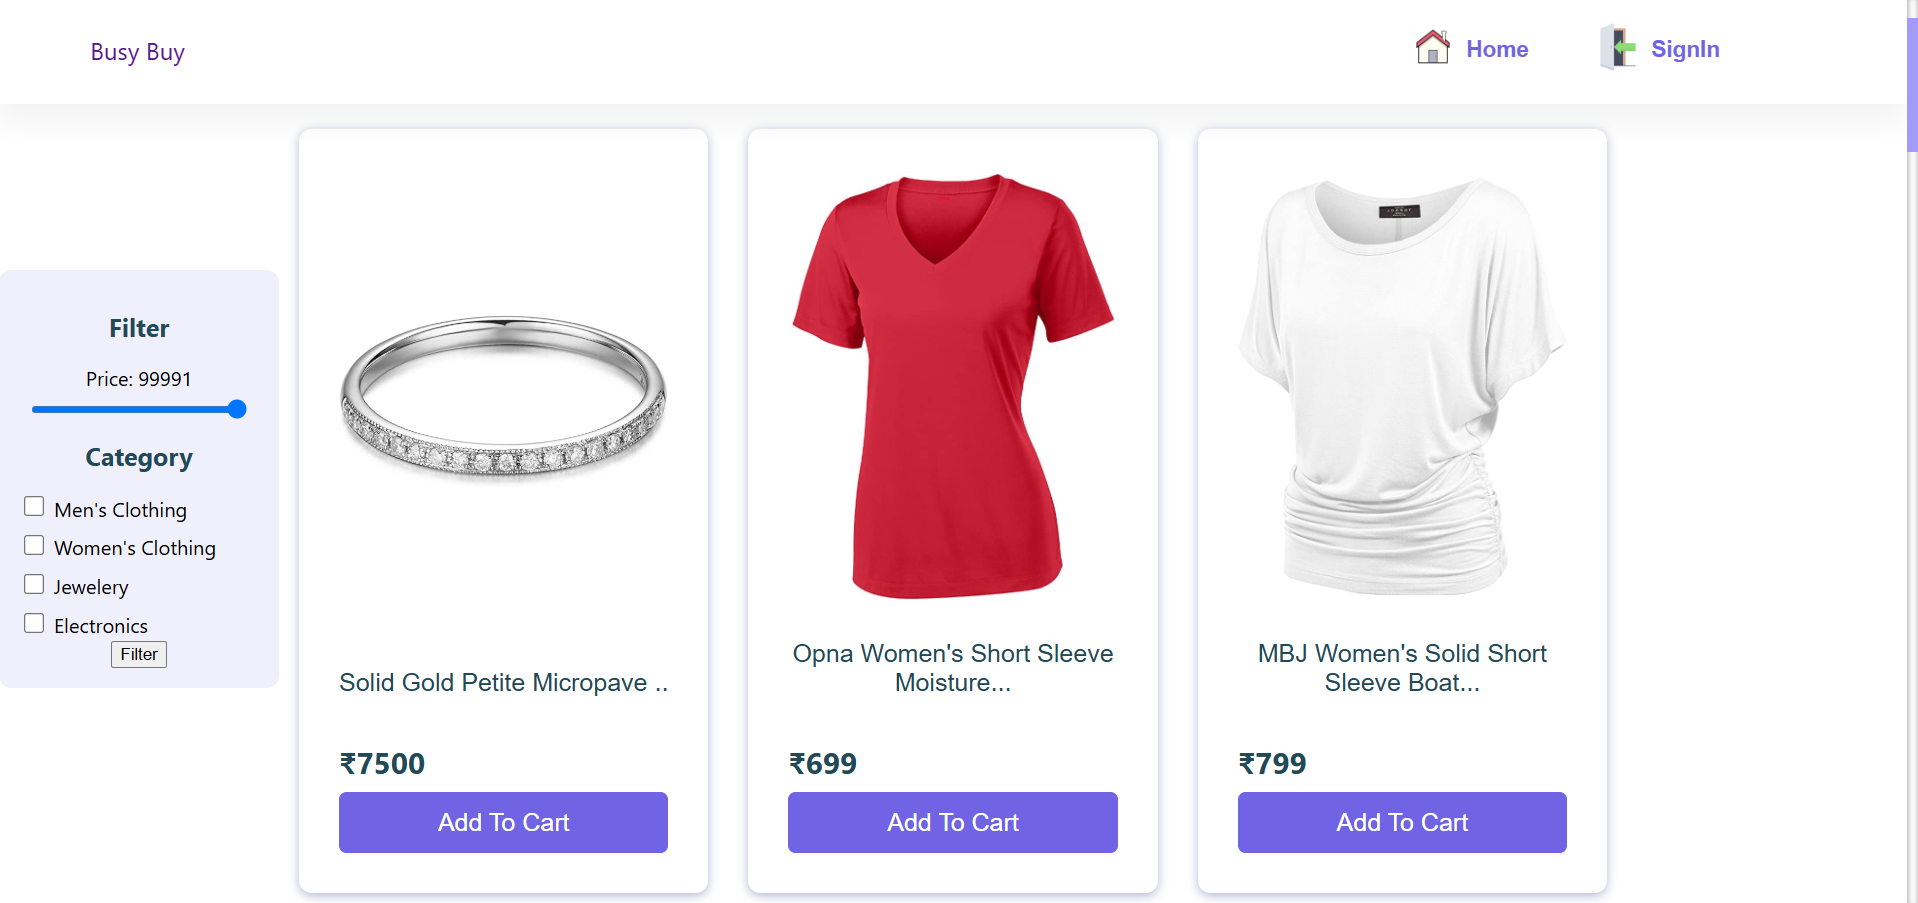 Busy Buy
Home
SignIn
Filter
Price: 99991
Category
Men's Clothing
Women's Clothing
Jewelery
Electronics
Filter
Solid Gold Petite Micropave ..
₹7500
Add To Cart
Opna Women's Short Sleeve
Moisture...
₹699
Add To Cart
MBJ Women's Solid Short
Sleeve Boat...
₹799
Add To Cart